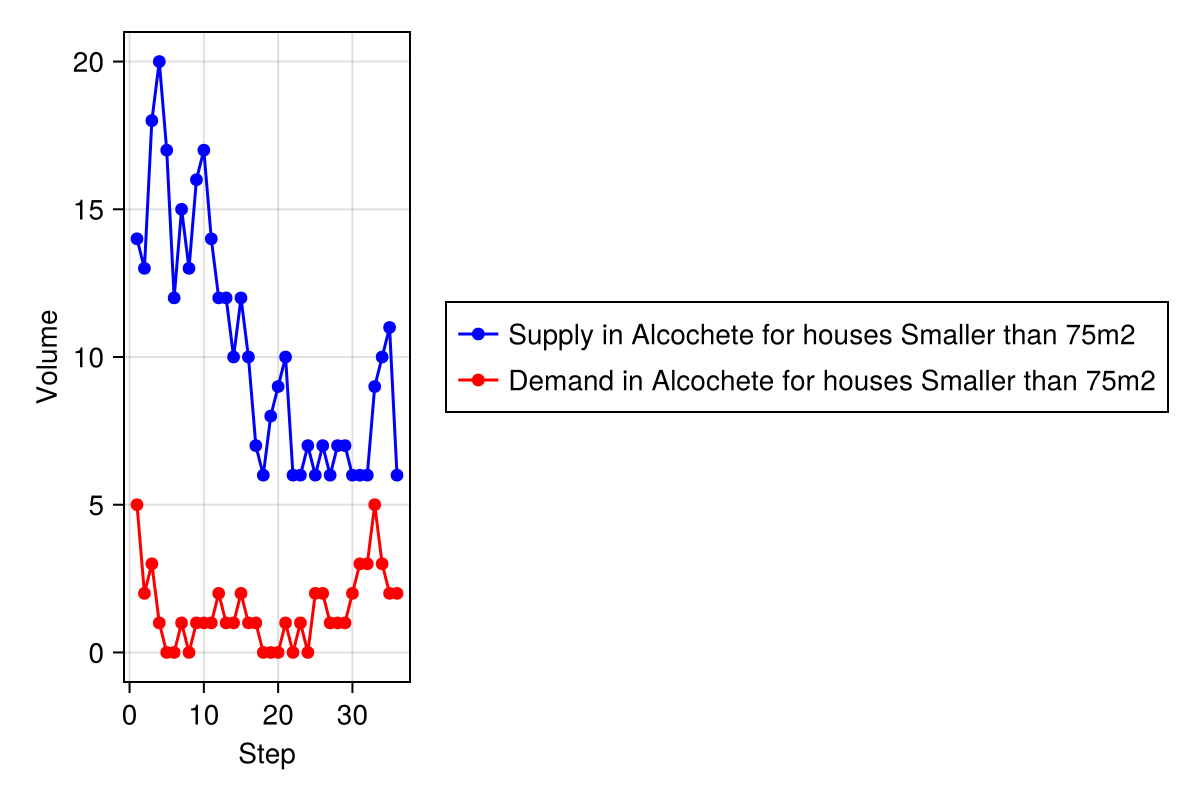 20
15
10
5
0
Volume
0 10 20 30
Step
Supply in Alcochete for houses Smaller than 75m2
Demand in Alcochete for houses Smaller than 75m2